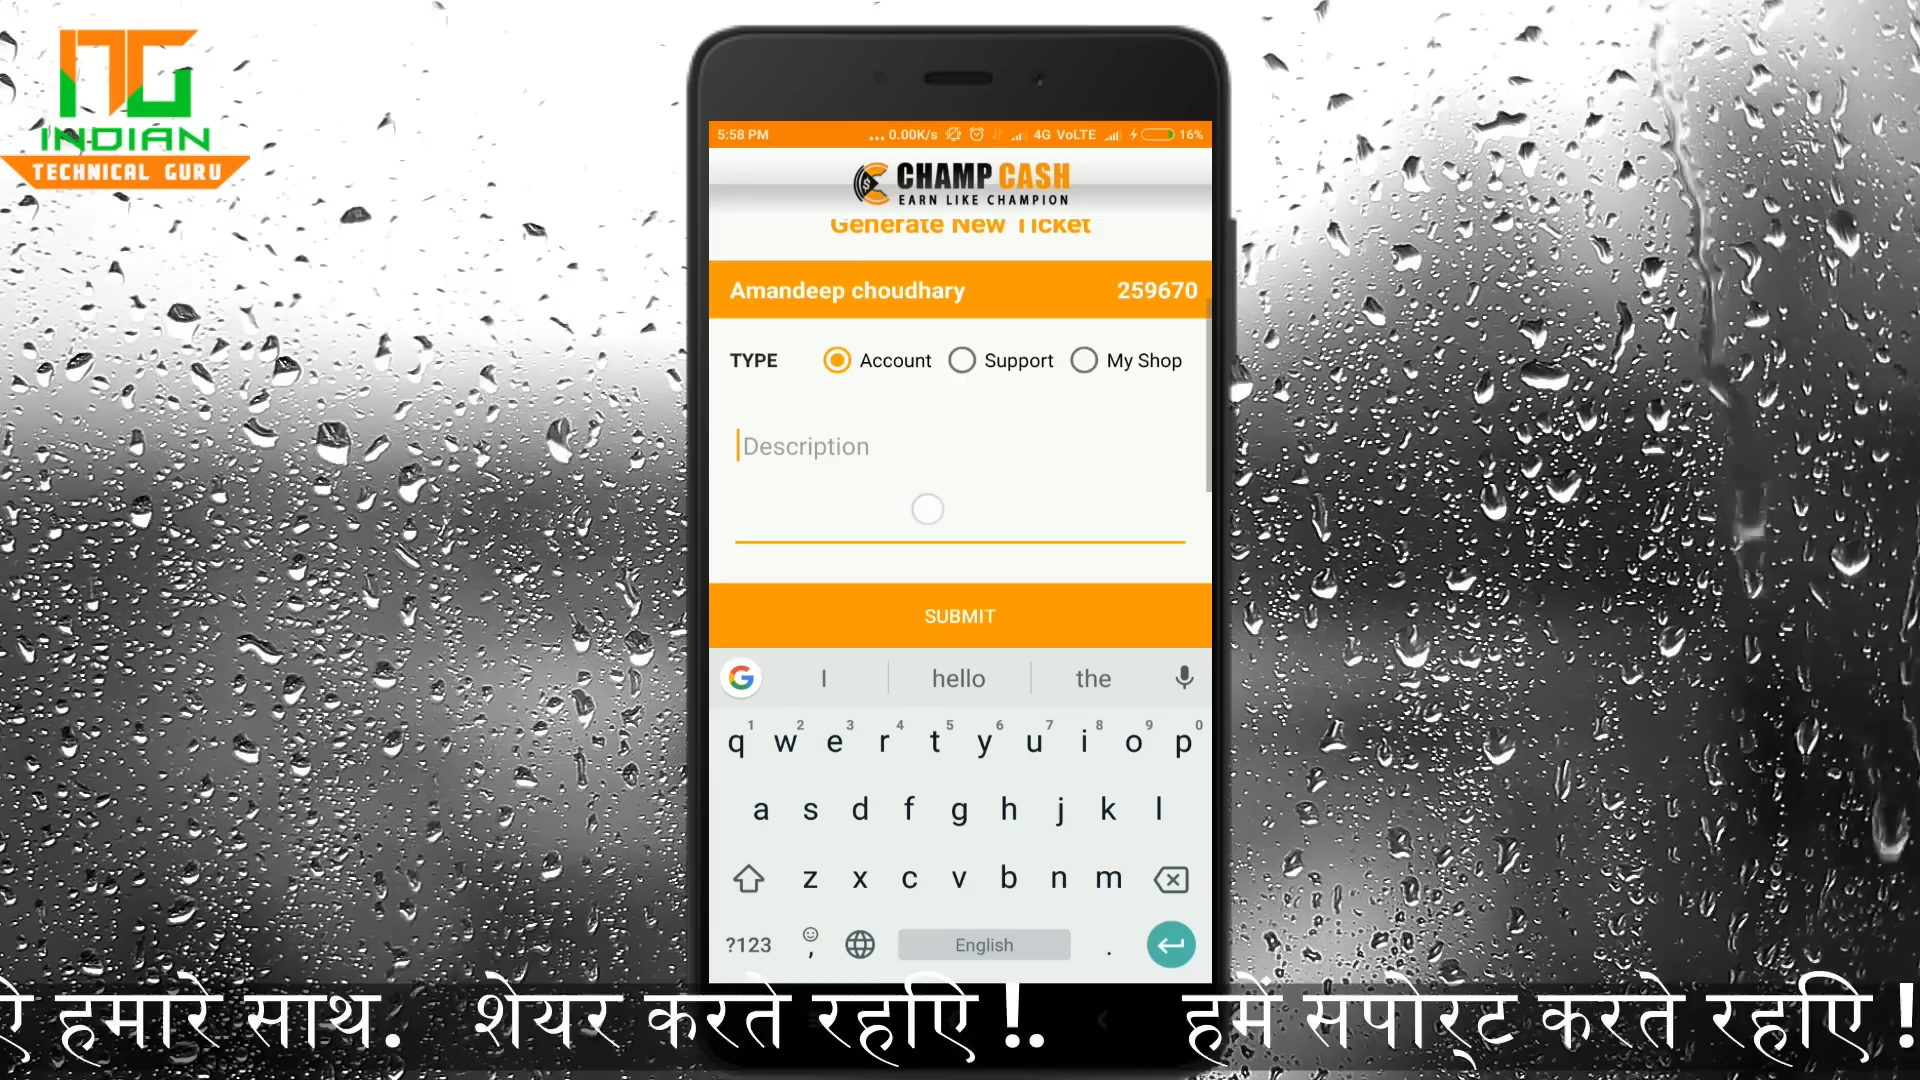 ITG
INDIAN
TECHNICAL GURU
5:58 PM ... 0.00K/s 4G VoLTE 16%
CHAMP CASH
EARN LIKE CHAMPION
Generate New Ticket
Amandeep choudhary 259670
TYPE Account Support My Shop
Description
SUBMIT
G I hello the
1 2 3 4 5 6 7 8 9 0
q w e r t y u i o p
a s d f g h j k l
z x c v b n m
?123 , English .
हमारे साथ. शेयर करते रहिए !. हमें सपोर्ट करते रहिए !